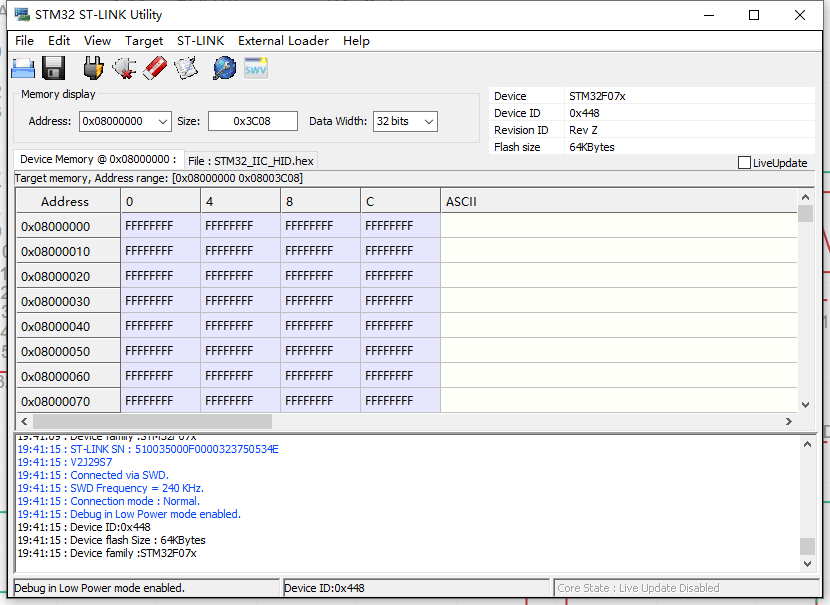 STM32 ST-LINK Utility
File Edit View Target ST-LINK External Loader Help
SWV
Memory display
Address: 0x08000000 Size: 0x3C08 Data Width: 32 bits
Device STM32F07x
Device ID 0x448
Revision ID Rev Z
Flash size 64KBytes
LiveUpdate
Device Memory @ 0x08000000 : File : STM32_IIC_HID.hex
Target memory, Address range: [0x08000000 0x08003C08]
Address 0 4 8 C ASCII
0x08000000 FFFFFFFF FFFFFFFF FFFFFFFF FFFFFFFF
0x08000010 FFFFFFFF FFFFFFFF FFFFFFFF FFFFFFFF
0x08000020 FFFFFFFF FFFFFFFF FFFFFFFF FFFFFFFF
0x08000030 FFFFFFFF FFFFFFFF FFFFFFFF FFFFFFFF
0x08000040 FFFFFFFF FFFFFFFF FFFFFFFF FFFFFFFF
0x08000050 FFFFFFFF FFFFFFFF FFFFFFFF FFFFFFFF
0x08000060 FFFFFFFF FFFFFFFF FFFFFFFF FFFFFFFF
0x08000070 FFFFFFFF FFFFFFFF FFFFFFFF FFFFFFFF
19:41:09 : Device family :STM32F07x
19:41:15 : ST-LINK SN : 510035000F0000323750534E
19:41:15 : V2J29S7
19:41:15 : Connected via SWD.
19:41:15 : SWD Frequency = 240 KHz.
19:41:15 : Connection mode : Normal.
19:41:15 : Debug in Low Power mode enabled.
19:41:15 : Device ID:0x448
19:41:15 : Device flash Size : 64KBytes
19:41:15 : Device family :STM32F07x
Debug in Low Power mode enabled. Device ID:0x448 Core State : Live Update Disabled